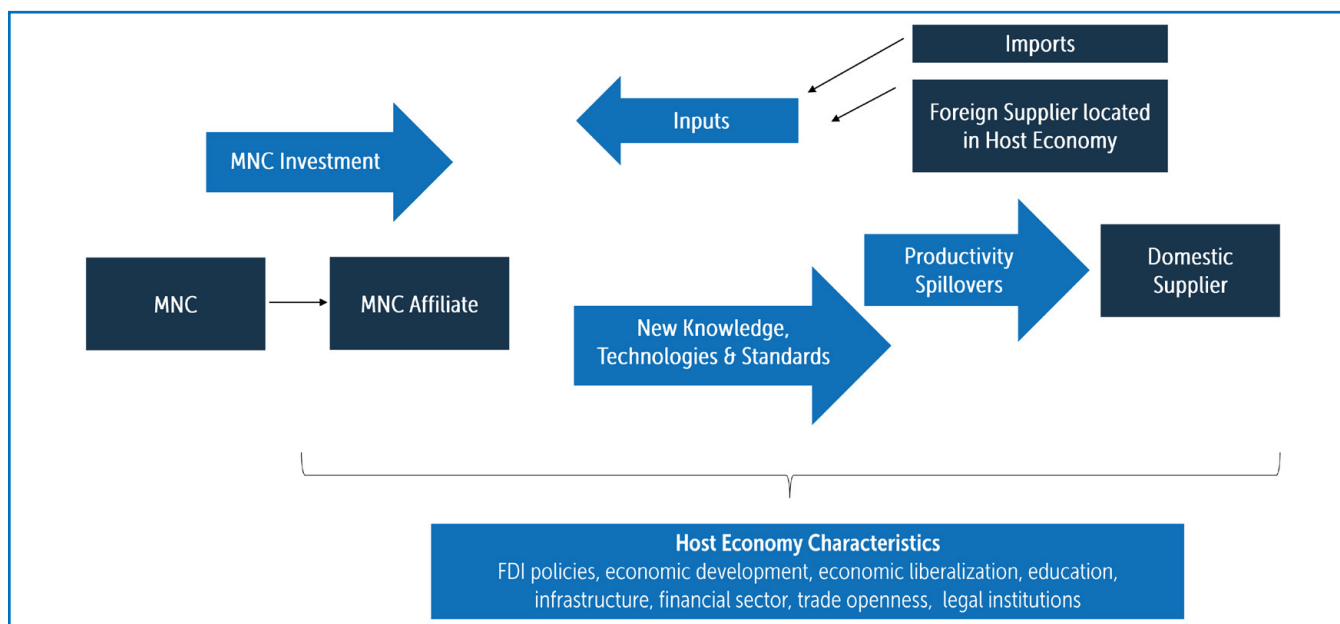 Imports
Inputs
Foreign Supplier located
in Host Economy
MNC Investment
Productivity
Spillovers
Domestic
Supplier
MNC
MNC Affiliate
New Knowledge,
Technologies & Standards
Host Economy Characteristics
FDI policies, economic development, economic liberalization, education,
infrastructure, financial sector, trade openness, legal institutions